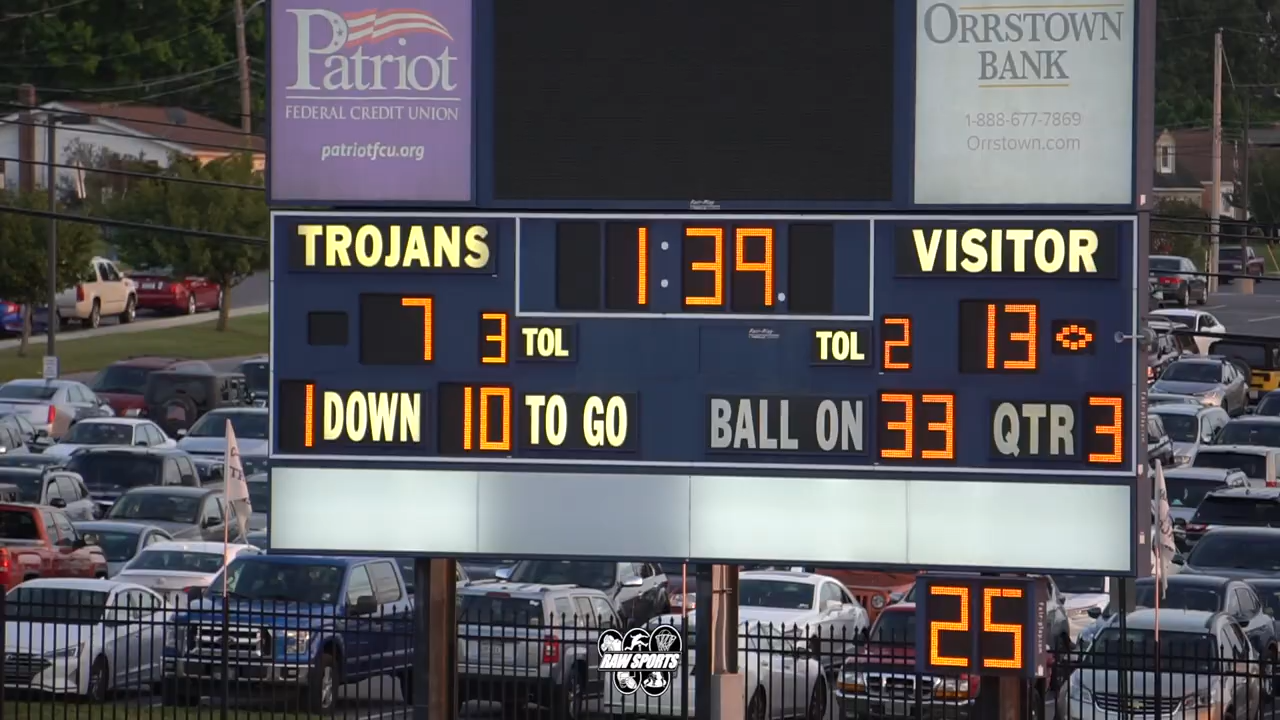 Patriot
FEDERAL CREDIT UNION
patriotfcu.org
ORRSTOWN
BANK
1-888-677-7869
Orrstown.com
TROJANS 1:39 VISITOR
7 3 TOL TOL 2 13
1 DOWN 10 TO GO BALL ON 33 QTR 3
25
RAW SPORTS